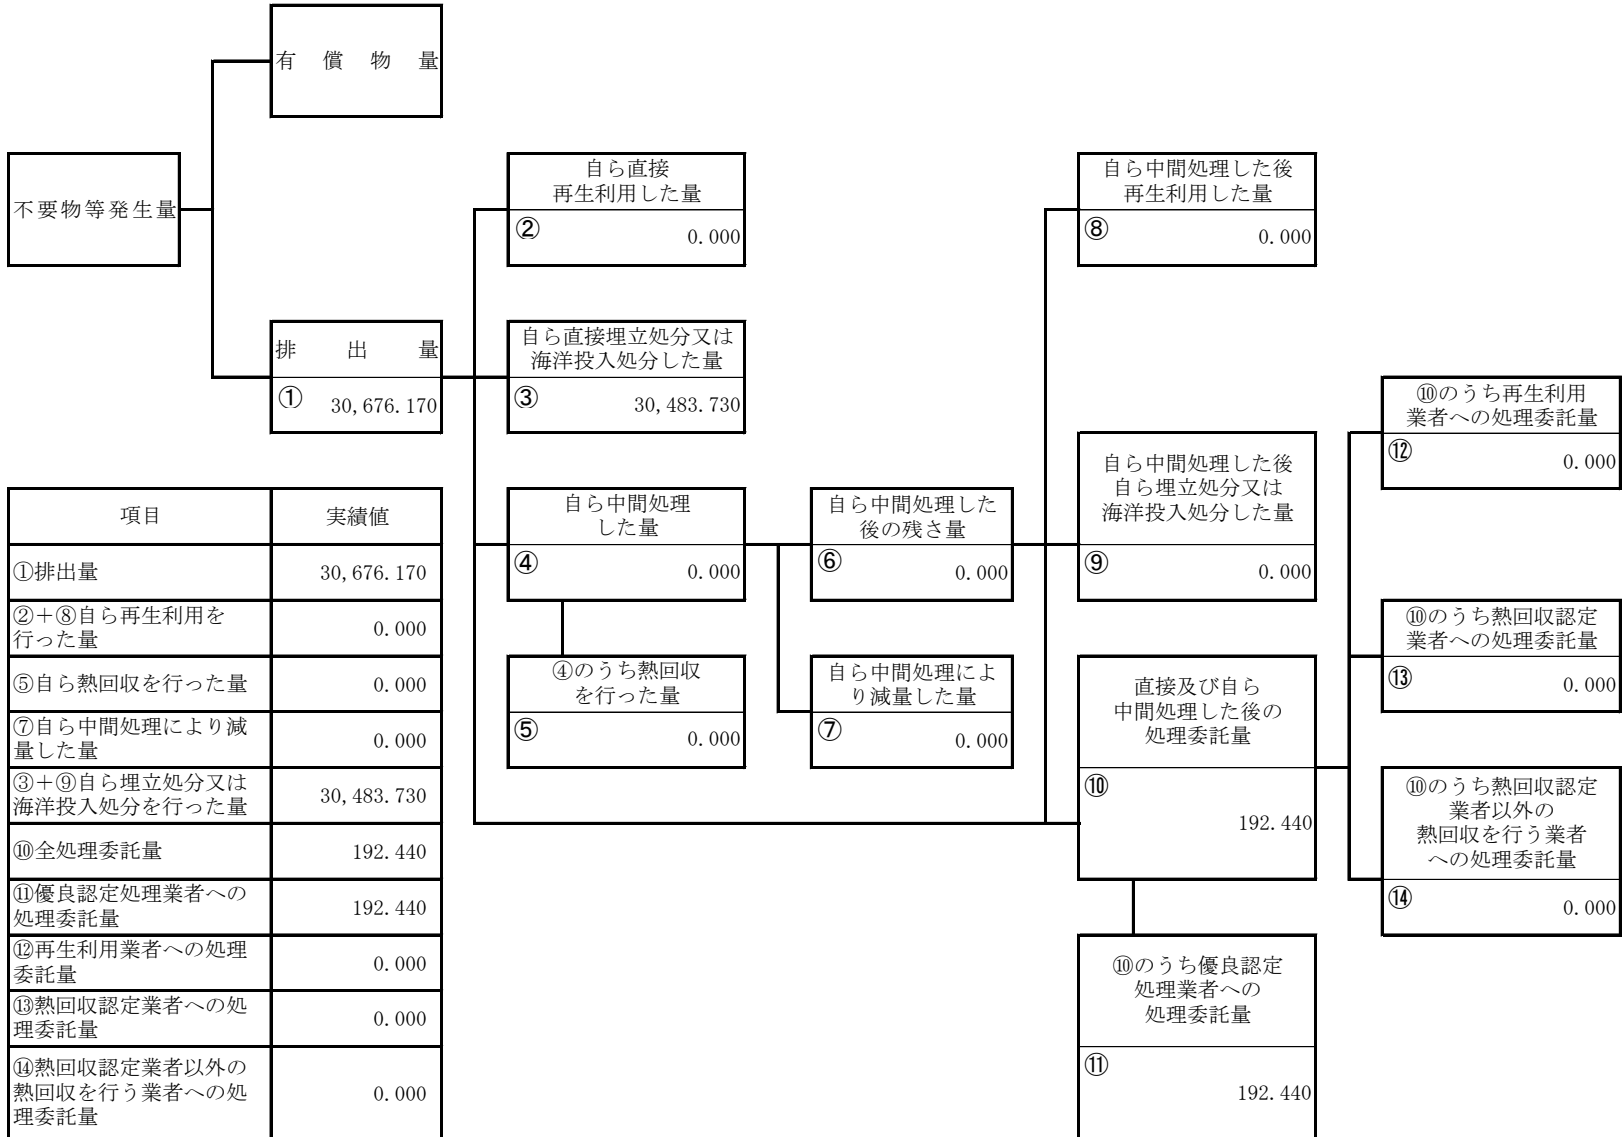 有償物量
不要物等発生量
排出量
① 30,676.170
自ら直接
再生利用した量
② 0.000
自ら直接埋立処分又は
海洋投入処分した量
③ 30,483.730
自ら中間処理
した量
④ 0.000
④のうち熱回収
を行った量
⑤ 0.000
自ら中間処理した
後の残さ量
⑥ 0.000
自ら中間処理によ
り減量した量
⑦ 0.000
自ら中間処理した後
再生利用した量
⑧ 0.000
自ら中間処理した後
自ら埋立処分又は
海洋投入処分した量
⑨ 0.000
直接及び自ら
中間処理した後の
処理委託量
⑩
192.440
⑩のうち優良認定
処理業者への
処理委託量
⑪
192.440
⑩のうち再生利用
業者への処理委託量
⑫ 0.000
⑩のうち熱回収認定
業者への処理委託量
⑬ 0.000
⑩のうち熱回収認定
業者以外の
熱回収を行う業者
への処理委託量
⑭ 0.000
項目 実績値
①排出量 30,676.170
②＋⑧自ら再生利用を
行った量 0.000
⑤自ら熱回収を行った量 0.000
⑦自ら中間処理により減
量した量 0.000
③＋⑨自ら埋立処分又は
海洋投入処分を行った量 30,483.730
⑩全処理委託量 192.440
⑪優良認定処理業者への
処理委託量 192.440
⑫再生利用業者への処理
委託量 0.000
⑬熱回収認定業者への処
理委託量 0.000
⑭熱回収認定業者以外の
熱回収を行う業者への処
理委託量 0.000